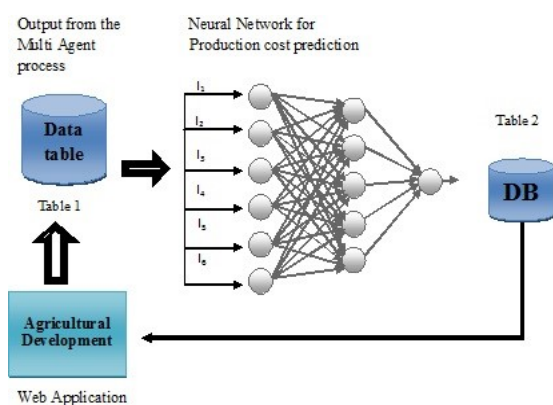 Output from the
Multi Agent
process
Neural Network for
Production cost prediction
Data
table
Table 1
I1
I2
I3
I4
I5
I6
Table 2
DB
Agricultural
Development
Web Application